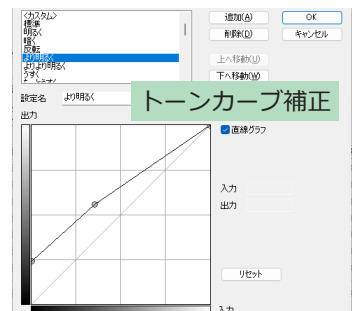 <カスタム>
標準
明るく
暗く
反転
より明るく
よりより明るく
うすく
追加(A)
OK
削除(D)
キャンセル
上へ移動(U)
下へ移動(W)
設定名
より明るく
トーンカーブ補正
出力
直線グラフ
入力
出力
リセット
入力